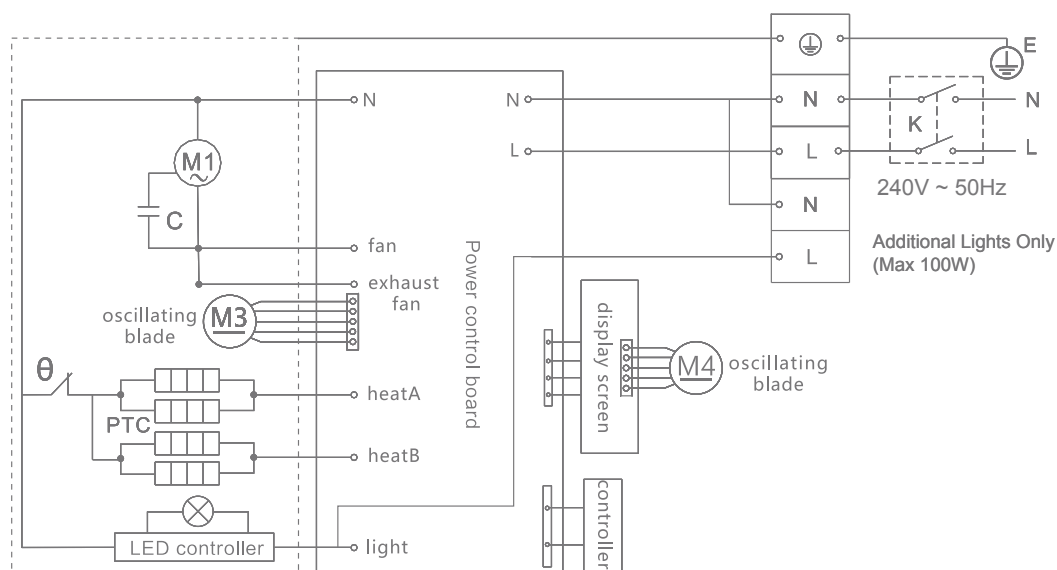 E
N
N
N
N
K
L
L
L
M1
~
240V ~ 50Hz
C
N
fan
Additional Lights Only
(Max 100W)
L
exhaust
fan
Power control board
oscillating
blade
M3
display screen
M4
oscillating
blade
θ
PTC
heatA
heatB
controller
LED controller
light